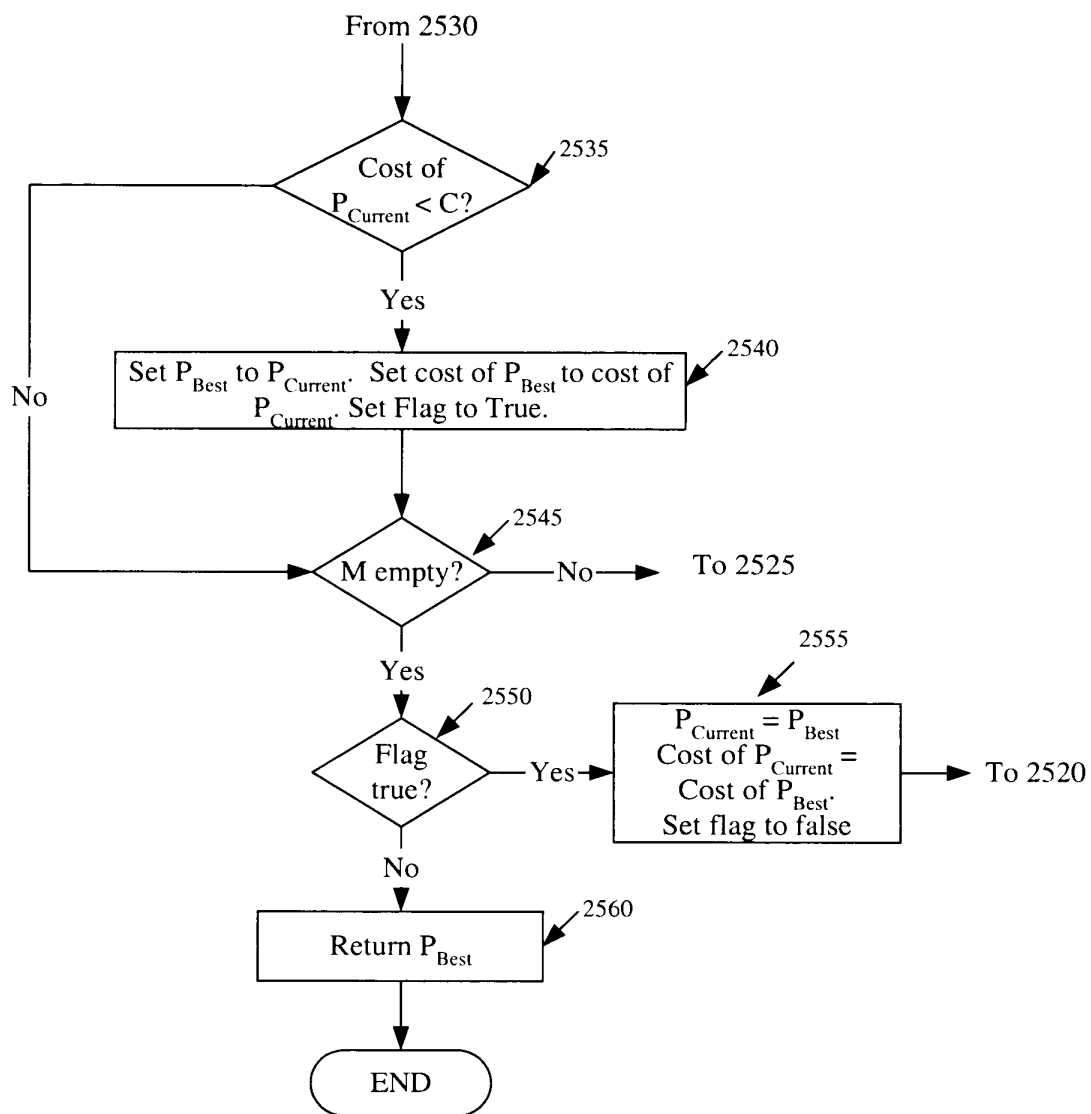 From 2530
2535
Cost of
P_Current < C?
Yes
2540
Set P_Best to P_Current. Set cost of P_Best to cost of
P_Current. Set Flag to True.
No
2545
M empty?
No
To 2525
Yes
2555
2550
Flag
true?
Yes
P_Current = P_Best
Cost of P_Current =
Cost of P_Best.
Set flag to false
To 2520
No
2560
Return P_Best
END